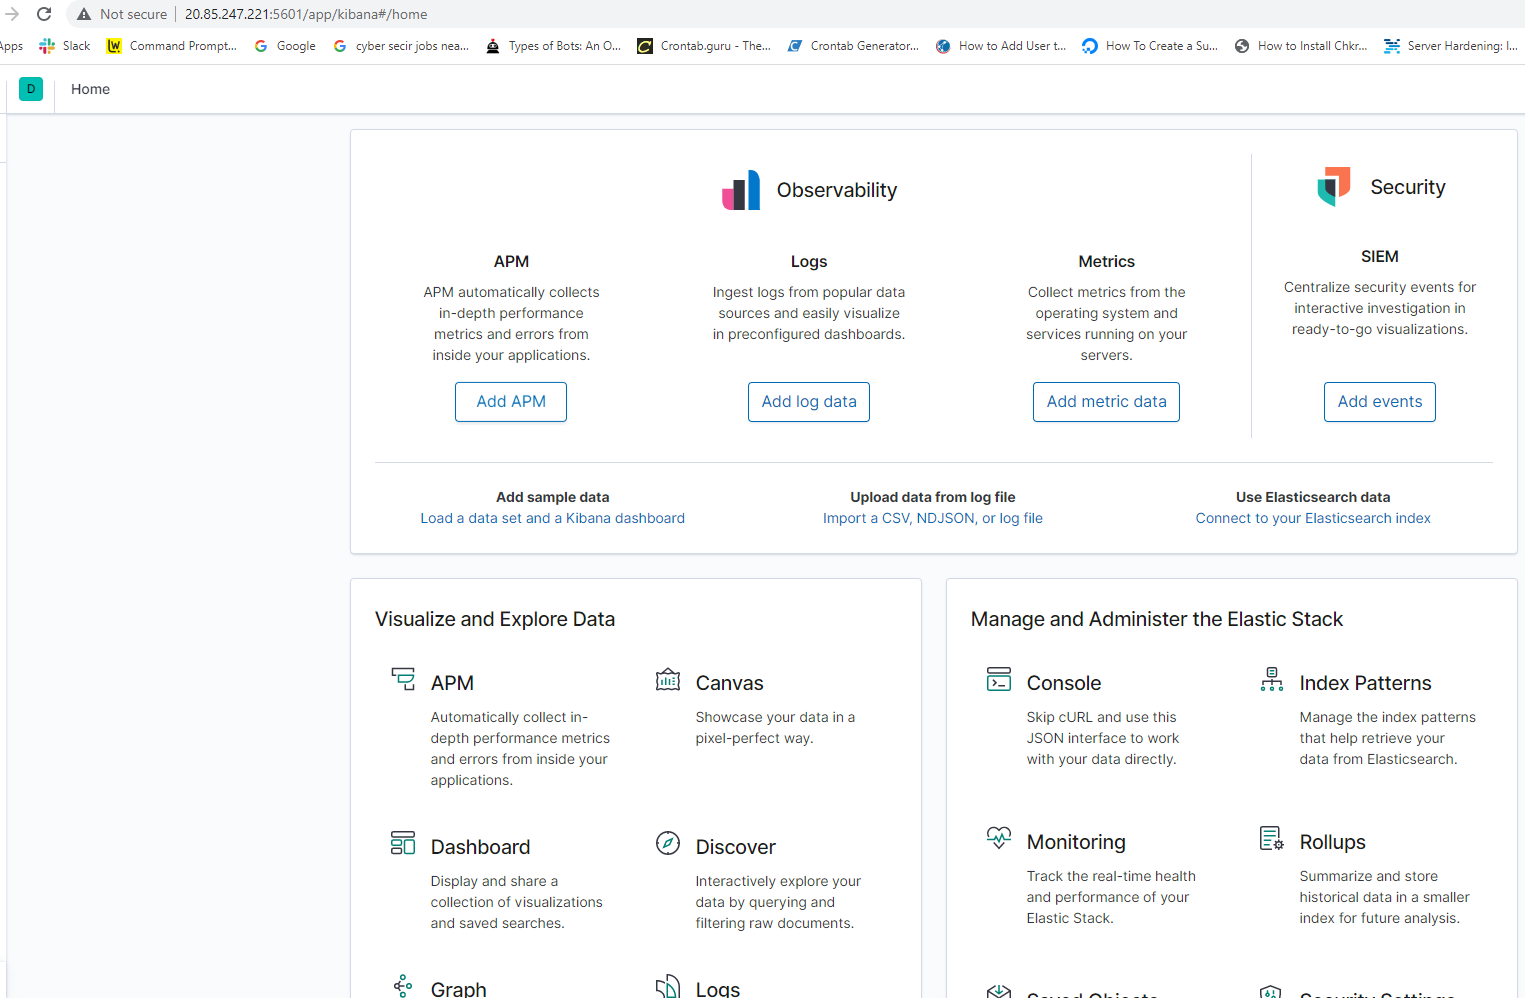 Not secure 20.85.247.221:5601/app/kibana#/home
Apps Slack Command Prompt... Google cyber secir jobs nea... Types of Bots: An O... Crontab.guru - The... Crontab Generator... How to Add User t... How To Create a Su... How to Install Chkr... Server Hardening: I...
D Home
Observability
Security
APM
APM automatically collects
in-depth performance
metrics and errors from
inside your applications.
Add APM
Logs
Ingest logs from popular data
sources and easily visualize
in preconfigured dashboards.
Add log data
Metrics
Collect metrics from the
operating system and
services running on your
servers.
Add metric data
SIEM
Centralize security events for
interactive investigation in
ready-to-go visualizations.
Add events
Add sample data
Load a data set and a Kibana dashboard
Upload data from log file
Import a CSV, NDJSON, or log file
Use Elasticsearch data
Connect to your Elasticsearch index
Visualize and Explore Data
APM
Automatically collect in-
depth performance metrics
and errors from inside your
applications.
Canvas
Showcase your data in a
pixel-perfect way.
Dashboard
Display and share a
collection of visualizations
and saved searches.
Discover
Interactively explore your
data by querying and
filtering raw documents.
Graph
Logs
Manage and Administer the Elastic Stack
Console
Skip cURL and use this
JSON interface to work
with your data directly.
Index Patterns
Manage the index patterns
that help retrieve your
data from Elasticsearch.
Monitoring
Track the real-time health
and performance of your
Elastic Stack.
Rollups
Summarize and store
historical data in a smaller
index for future analysis.
Saved Objects
Security Settings